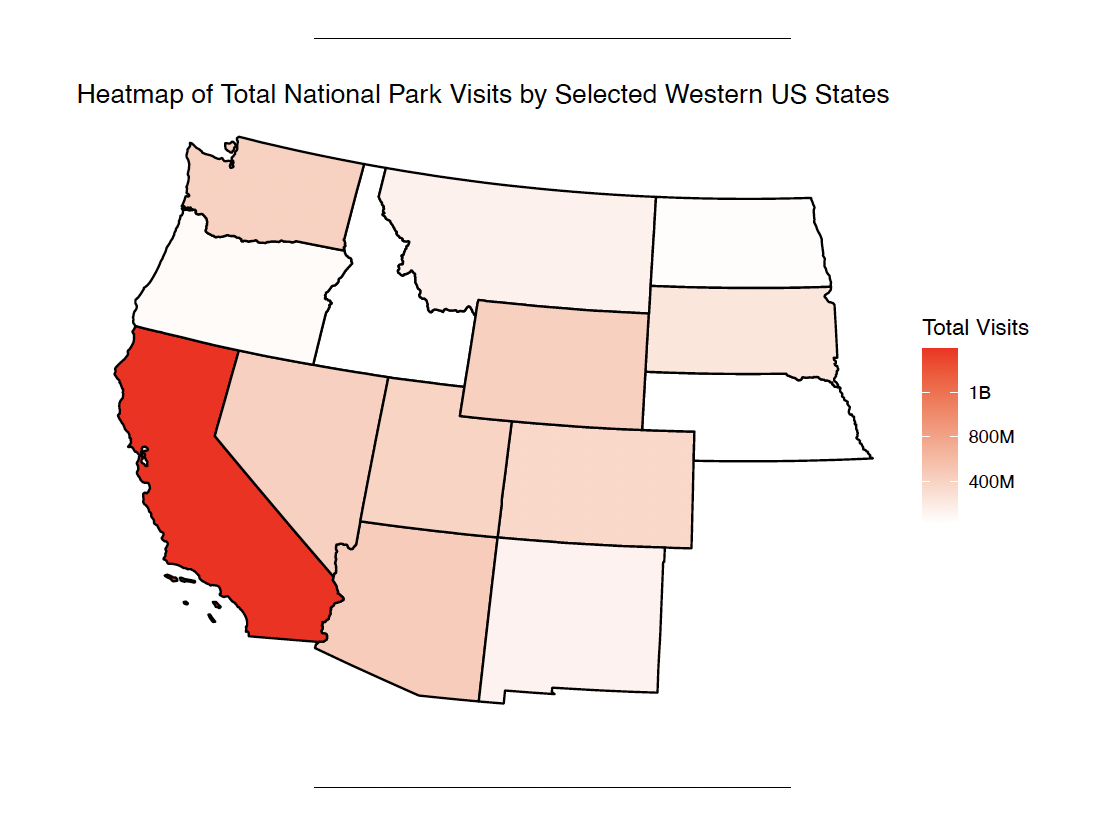 Heatmap of Total National Park Visits by Selected Western US States
Total Visits
1B
800M
400M